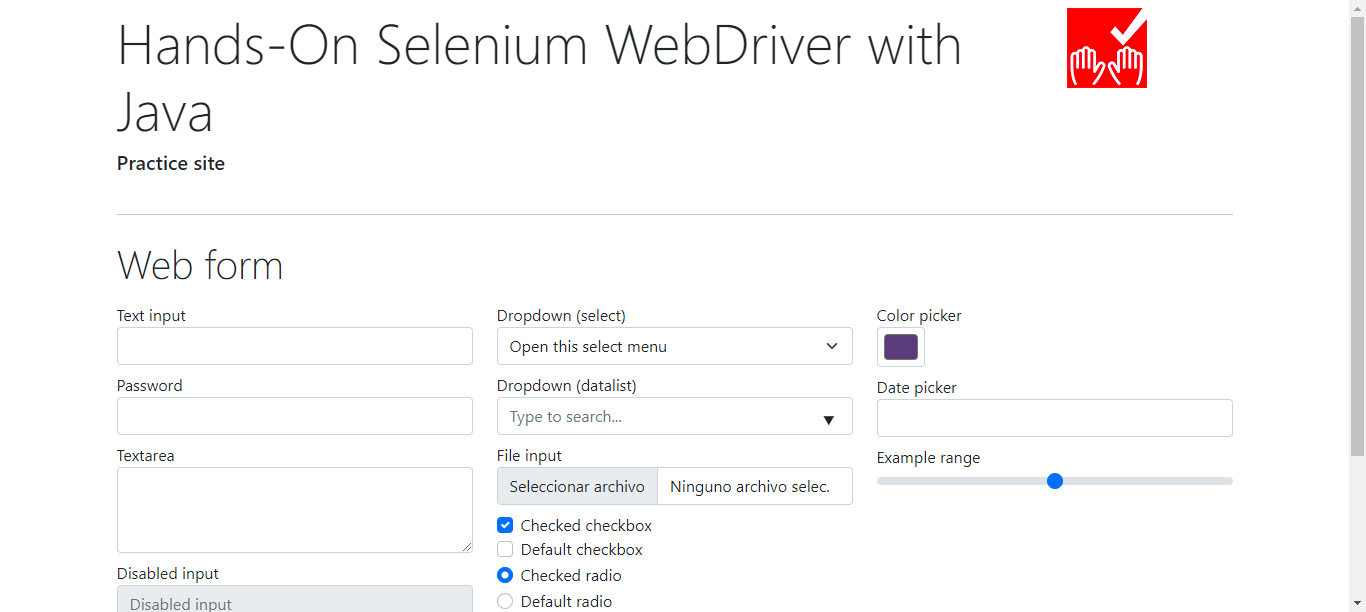 Hands-On Selenium WebDriver with
Java
Practice site
Web form
Text input
Password
Textarea
Disabled input
Disabled input
Dropdown (select)
Open this select menu
Dropdown (datalist)
Type to search...
File input
Seleccionar archivo Ninguno archivo selec.
Checked checkbox
Default checkbox
Checked radio
Default radio
Color picker
Date picker
Example range